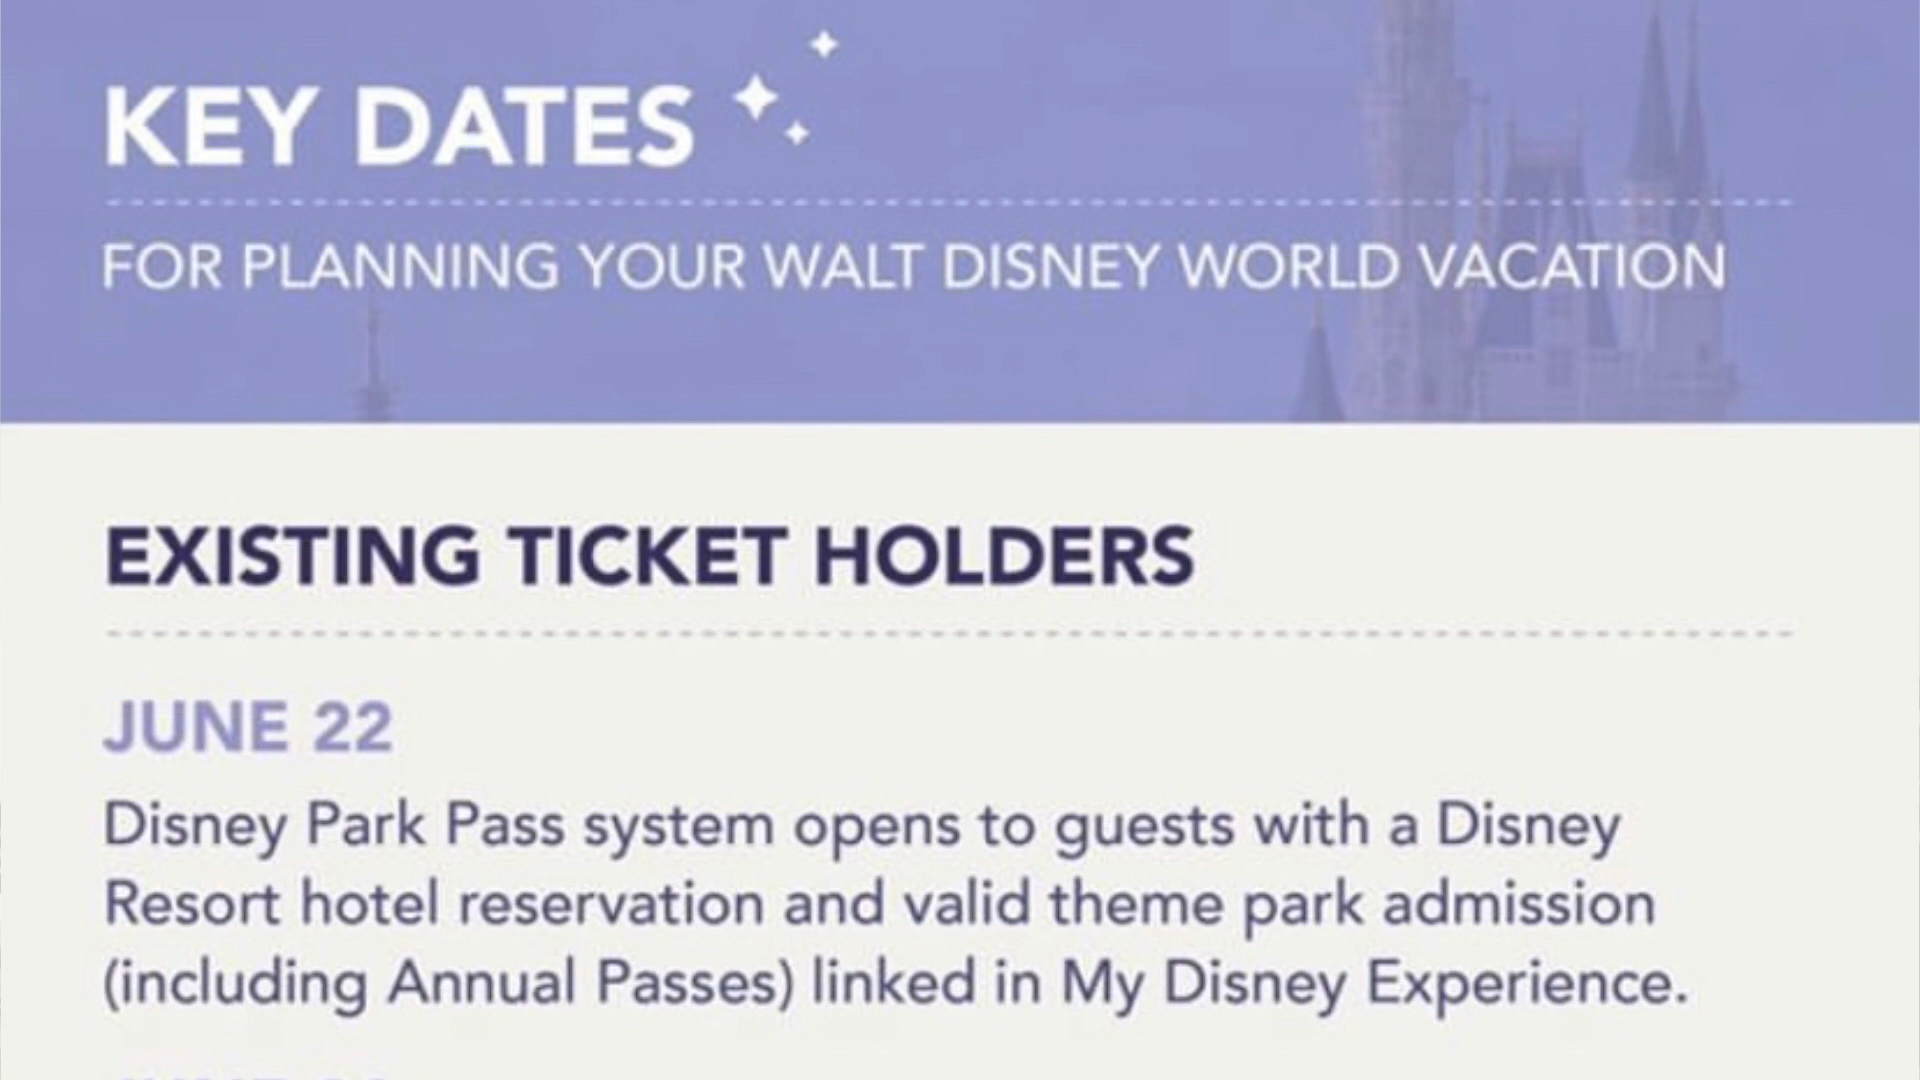 KEY DATES
FOR PLANNING YOUR WALT DISNEY WORLD VACATION
EXISTING TICKET HOLDERS
JUNE 22
Disney Park Pass system opens to guests with a Disney
Resort hotel reservation and valid theme park admission
(including Annual Passes) linked in My Disney Experience.